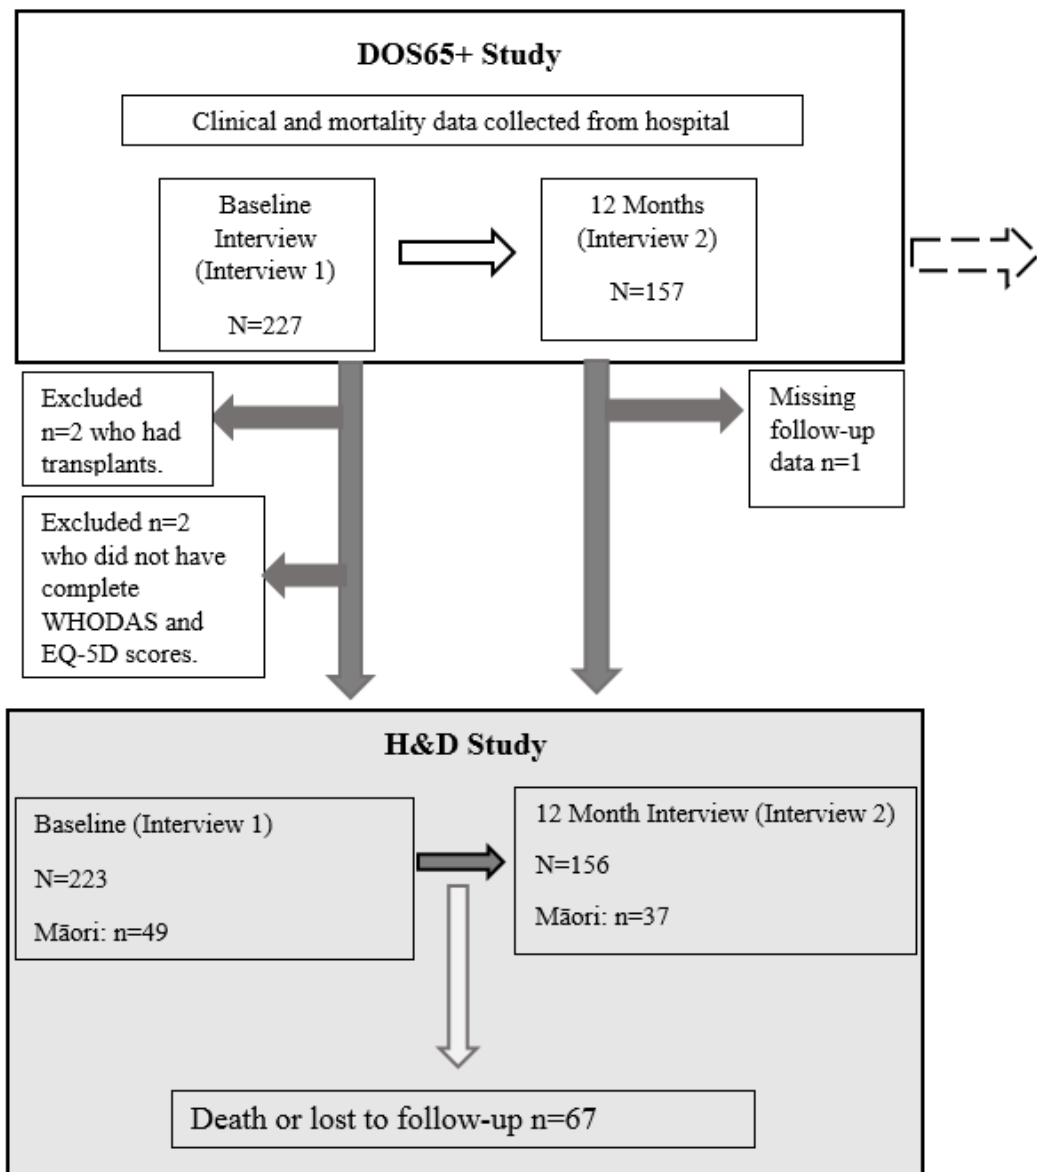 DOS65+ Study
Clinical and mortality data collected from hospital
Baseline
Interview
(Interview 1)
N=227
12 Months
(Interview 2)
N=157
Excluded
n=2 who had
transplants.
Missing
follow-up
data n=1
Excluded n=2
who did not have
complete
WHODAS and
EQ-5D scores.
H&D Study
Baseline (Interview 1)
N=223
Māori: n=49
12 Month Interview (Interview 2)
N=156
Māori: n=37
Death or lost to follow-up n=67